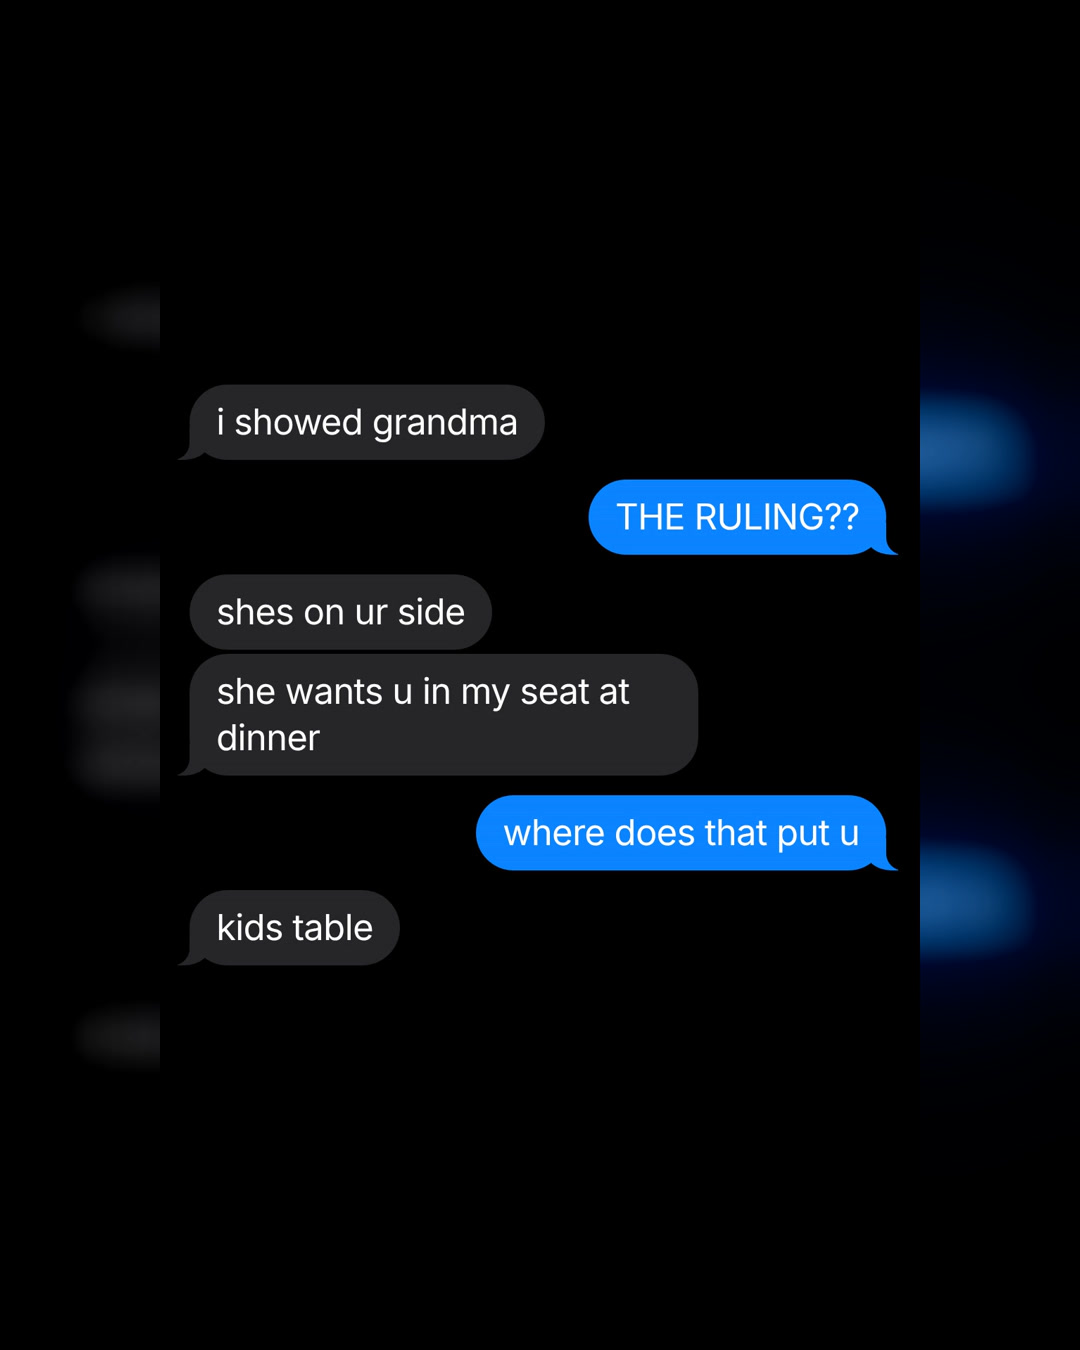 i showed grandma
THE RULING??
shes on ur side
she wants u in my seat at
dinner
where does that put u
kids table